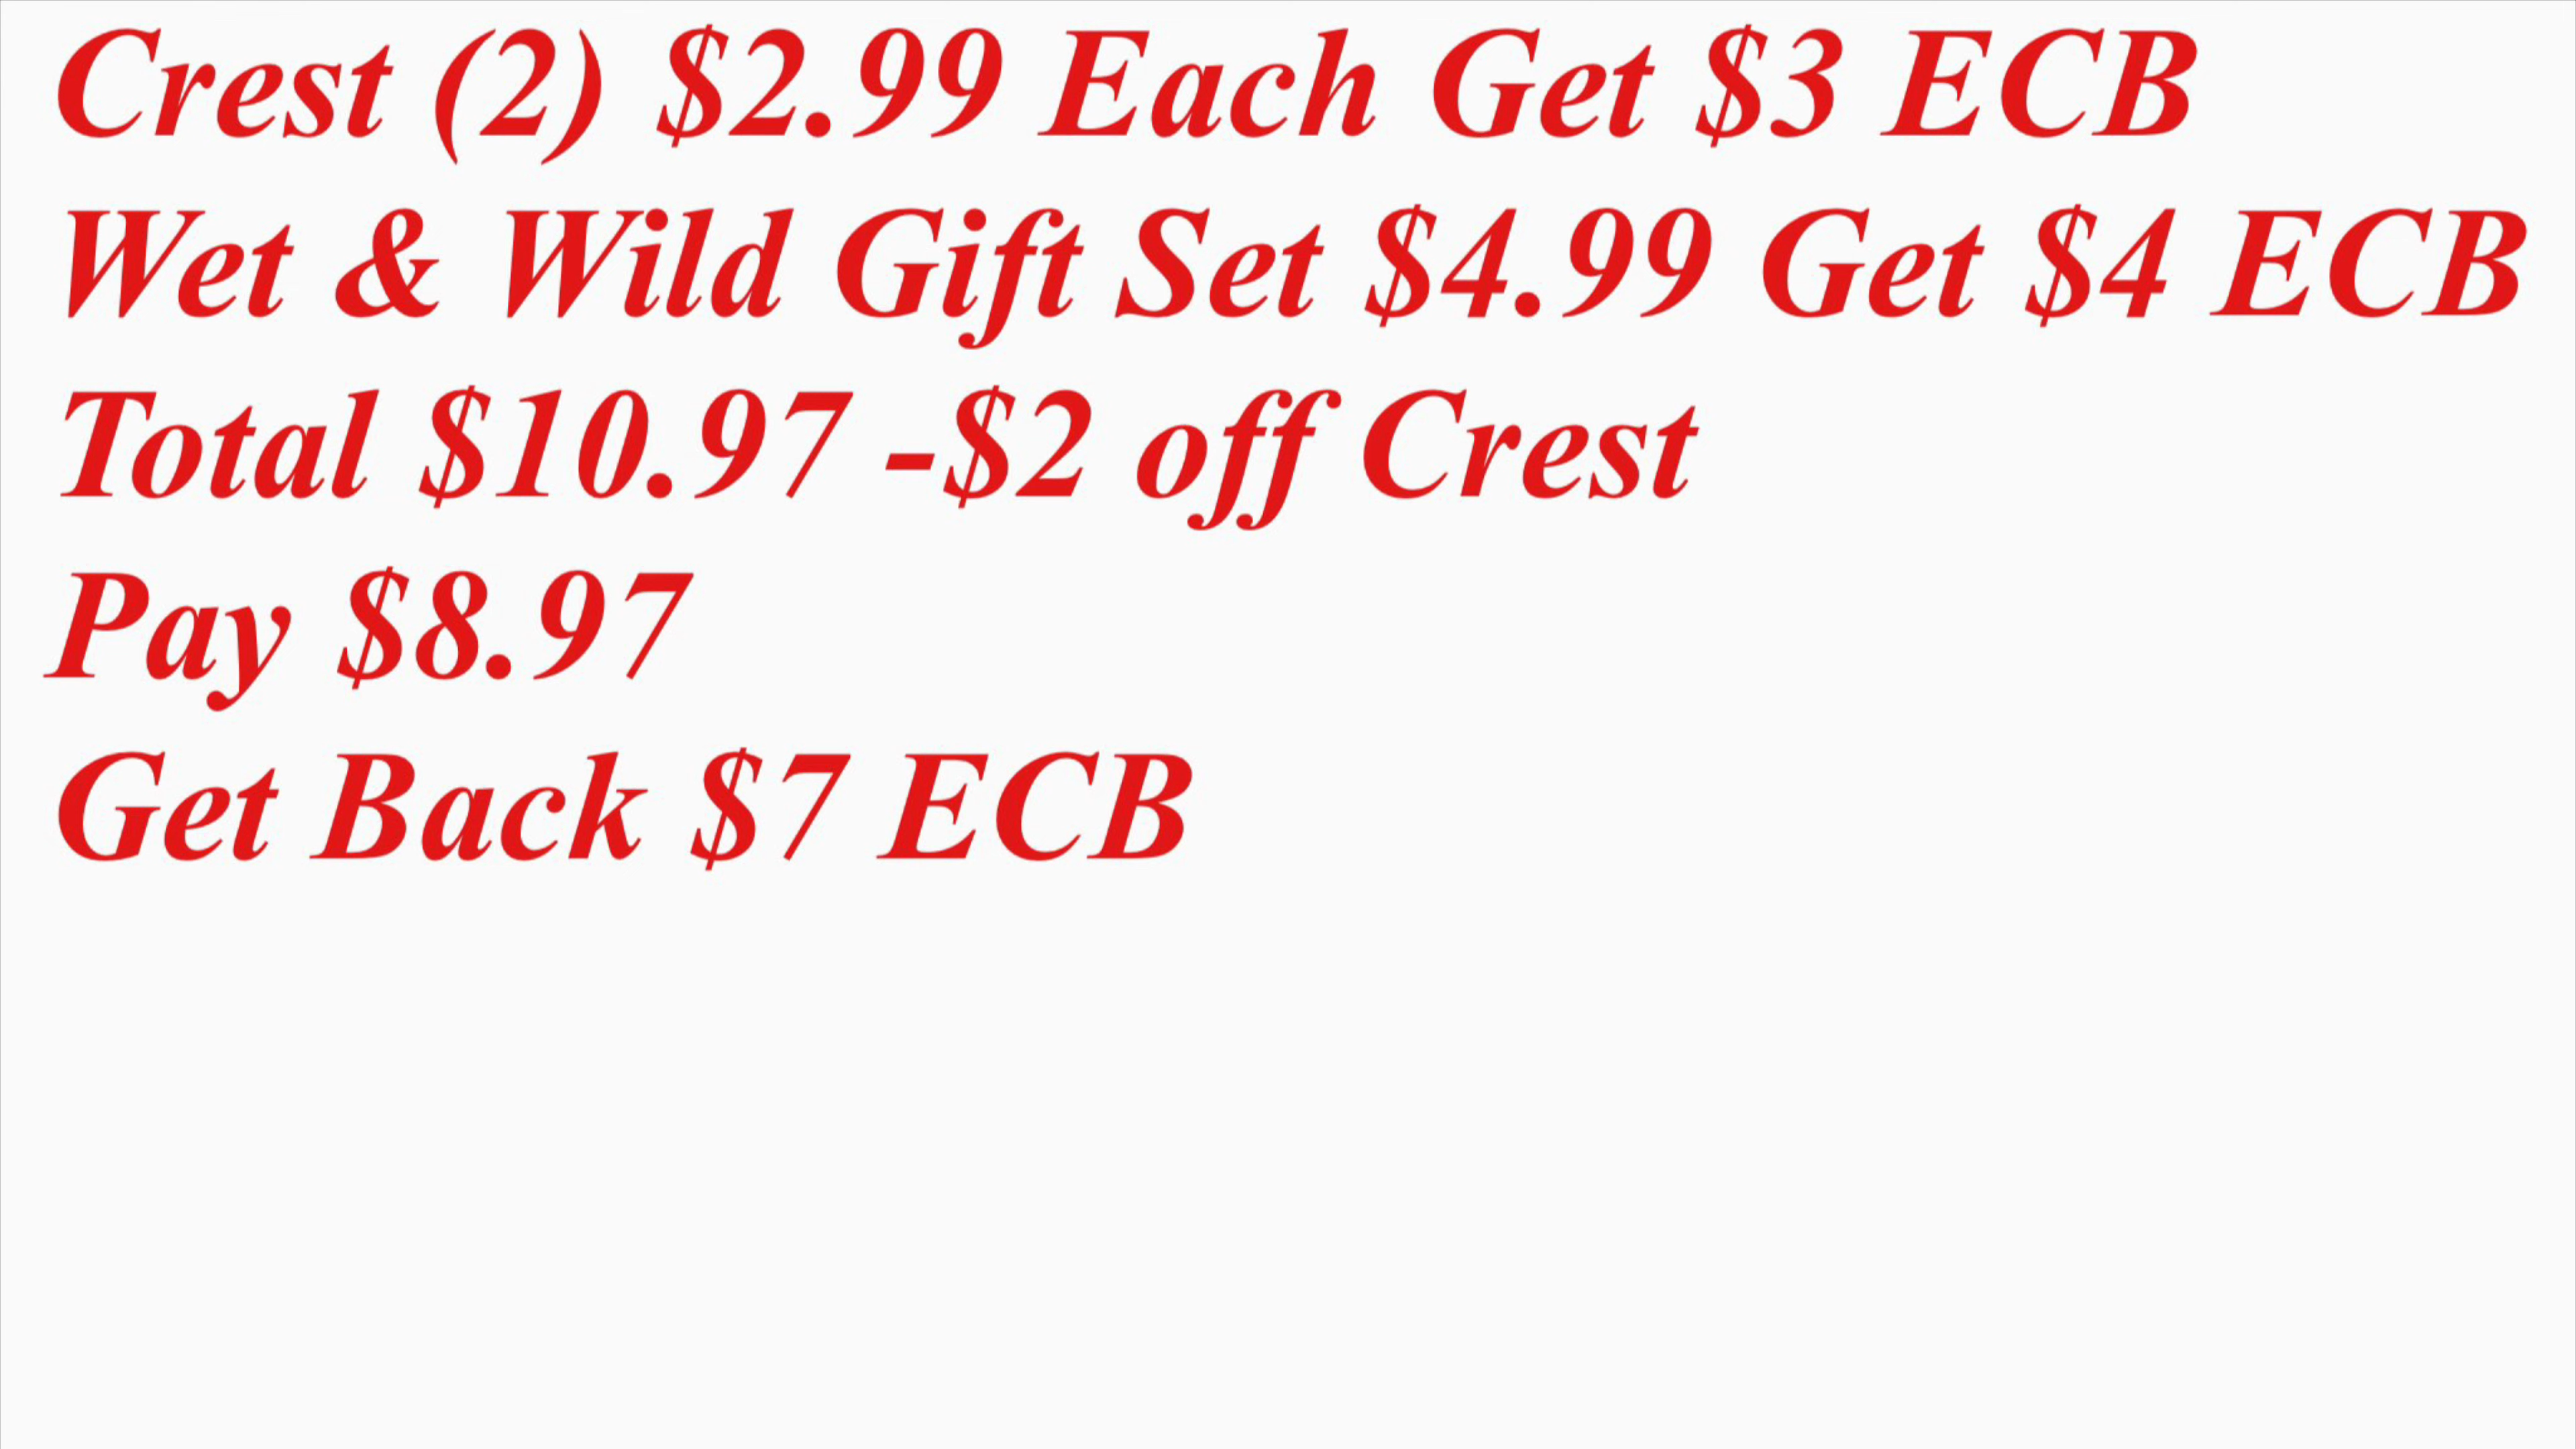 Crest (2) $2.99 Each Get $3 ECB
Wet & Wild Gift Set $4.99 Get $4 ECB
Total $10.97 -$2 off Crest
Pay $8.97
Get Back $7 ECB